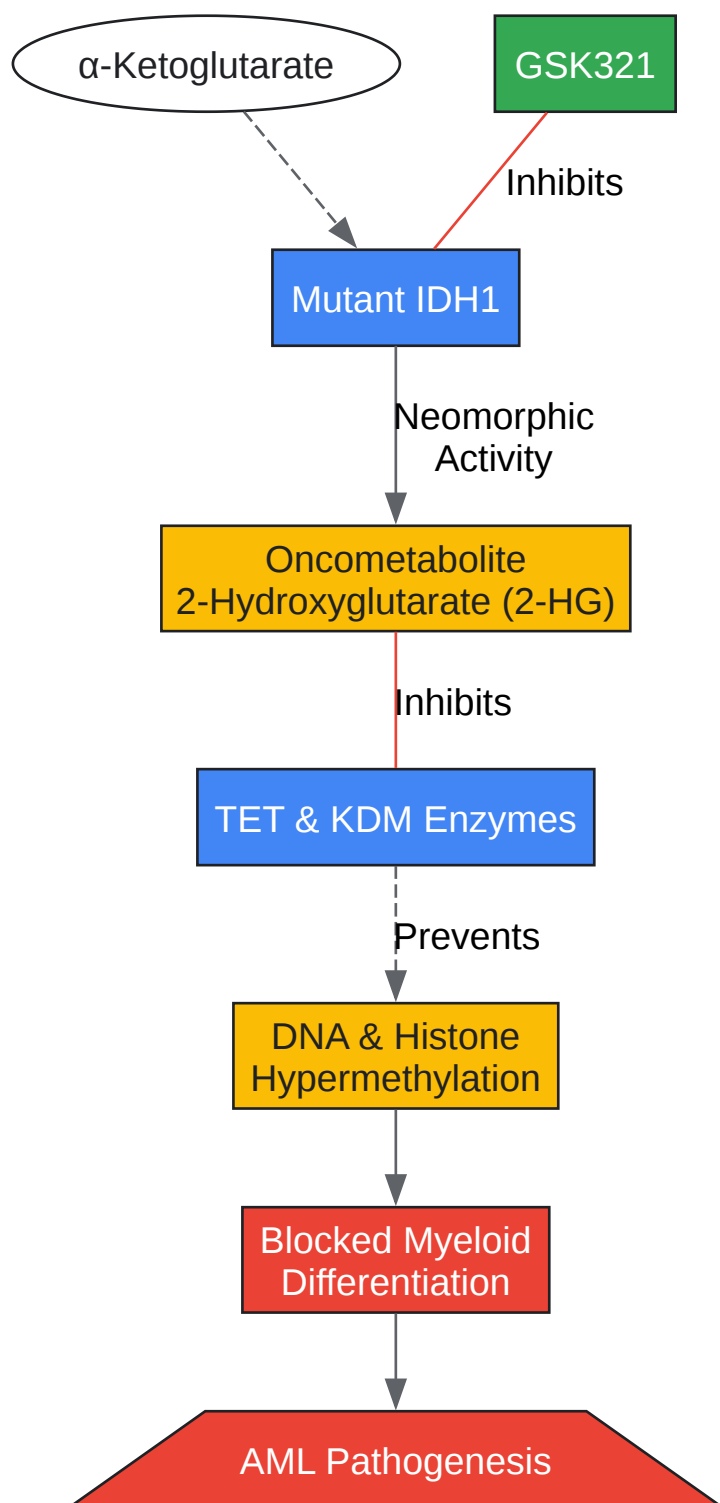 α-Ketoglutarate
GSK321
Inhibits
Mutant IDH1
Neomorphic
Activity
Oncometabolite
2-Hydroxyglutarate (2-HG)
Inhibits
TET & KDM Enzymes
Prevents
DNA & Histone
Hypermethylation
Blocked Myeloid
Differentiation
AML Pathogenesis